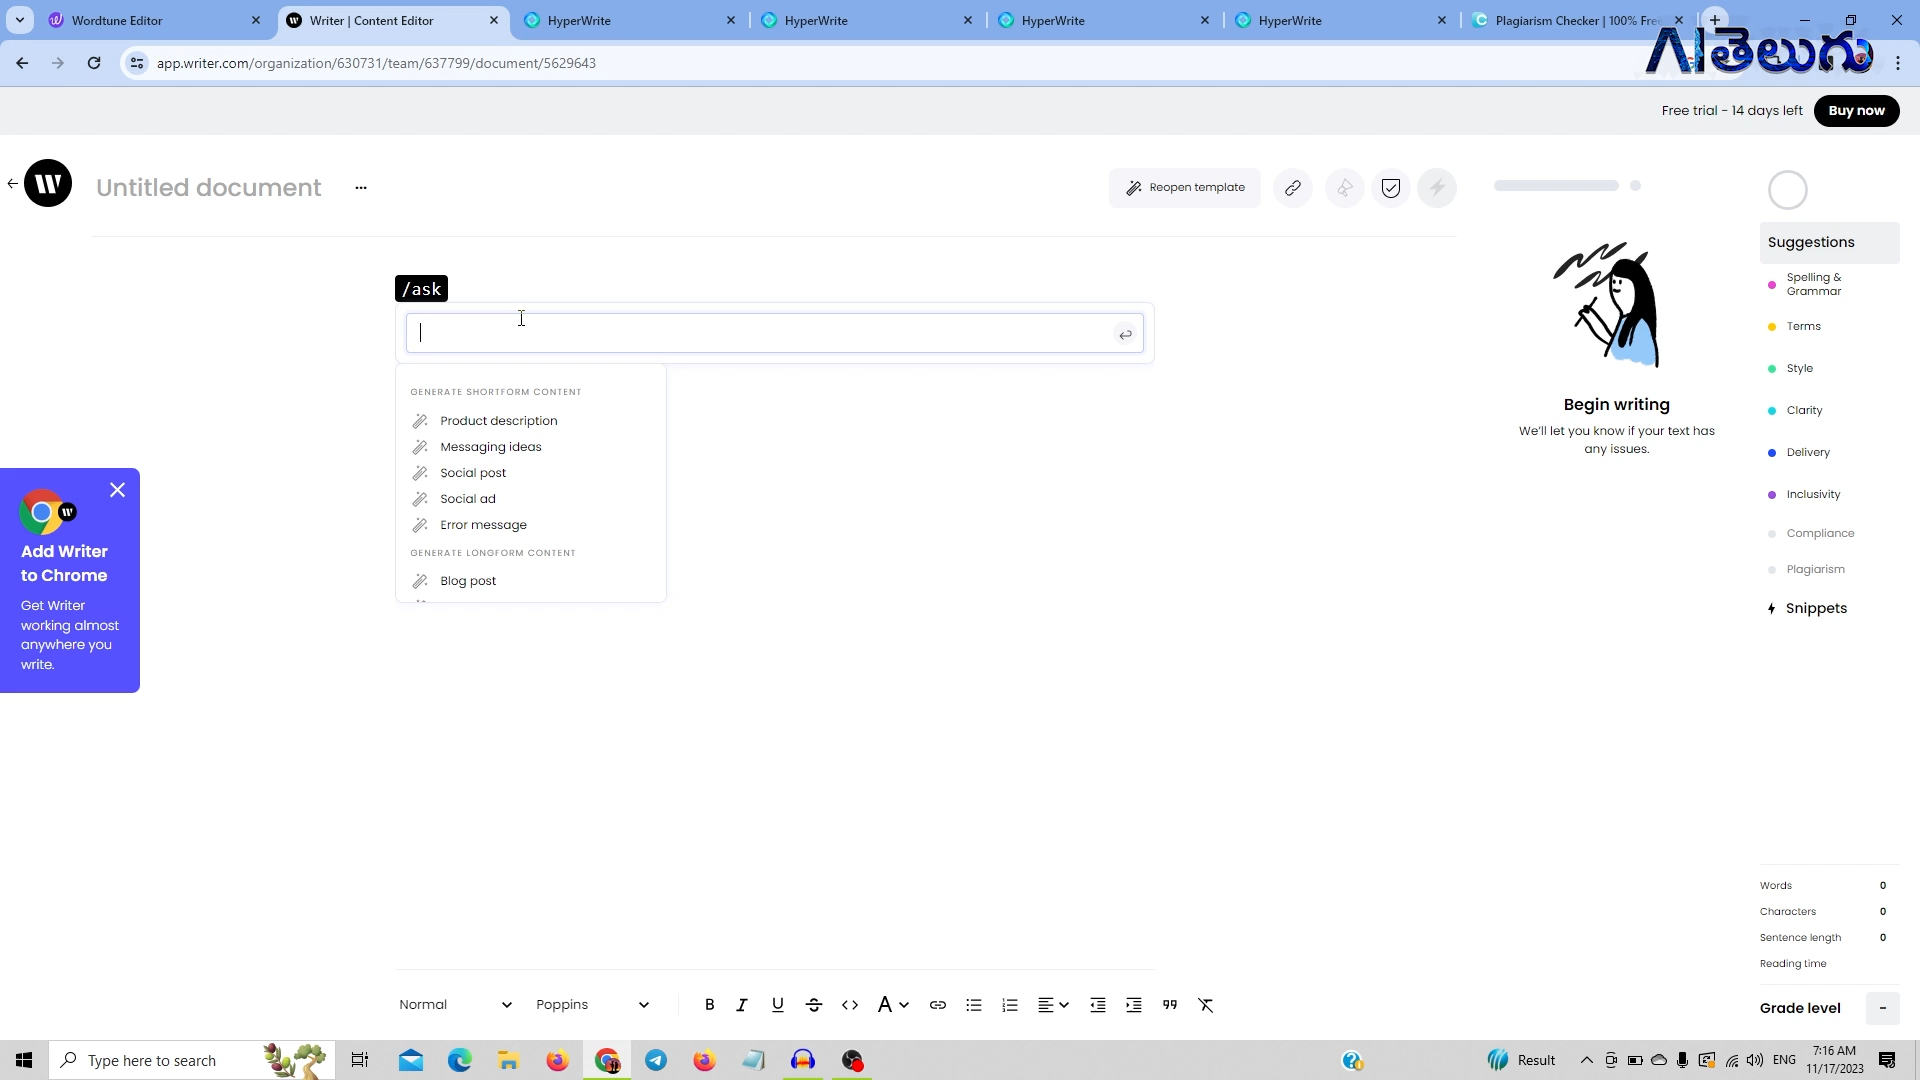 Wordtune Editor
Writer | Content Editor
HyperWrite
HyperWrite
HyperWrite
HyperWrite
Plagiarism Checker | 100% Fre
AIతెలుగు
app.writer.com/organization/630731/team/637799/document/5629643
Free trial - 14 days left
Buy now
Untitled document
Reopen template
/ask
GENERATE SHORTFORM CONTENT
Product description
Messaging ideas
Social post
Social ad
Error message
GENERATE LONGFORM CONTENT
Blog post
Add Writer
to Chrome
Get Writer
working almost
anywhere you
write.
Begin writing
We'll let you know if your text has
any issues.
Suggestions
Spelling &
Grammar
Terms
Style
Clarity
Delivery
Inclusivity
Compliance
Plagiarism
Snippets
Words 0
Characters 0
Sentence length 0
Reading time
Grade level -
Normal
Poppins
Type here to search
Result
ENG
7:16 AM
11/17/2023